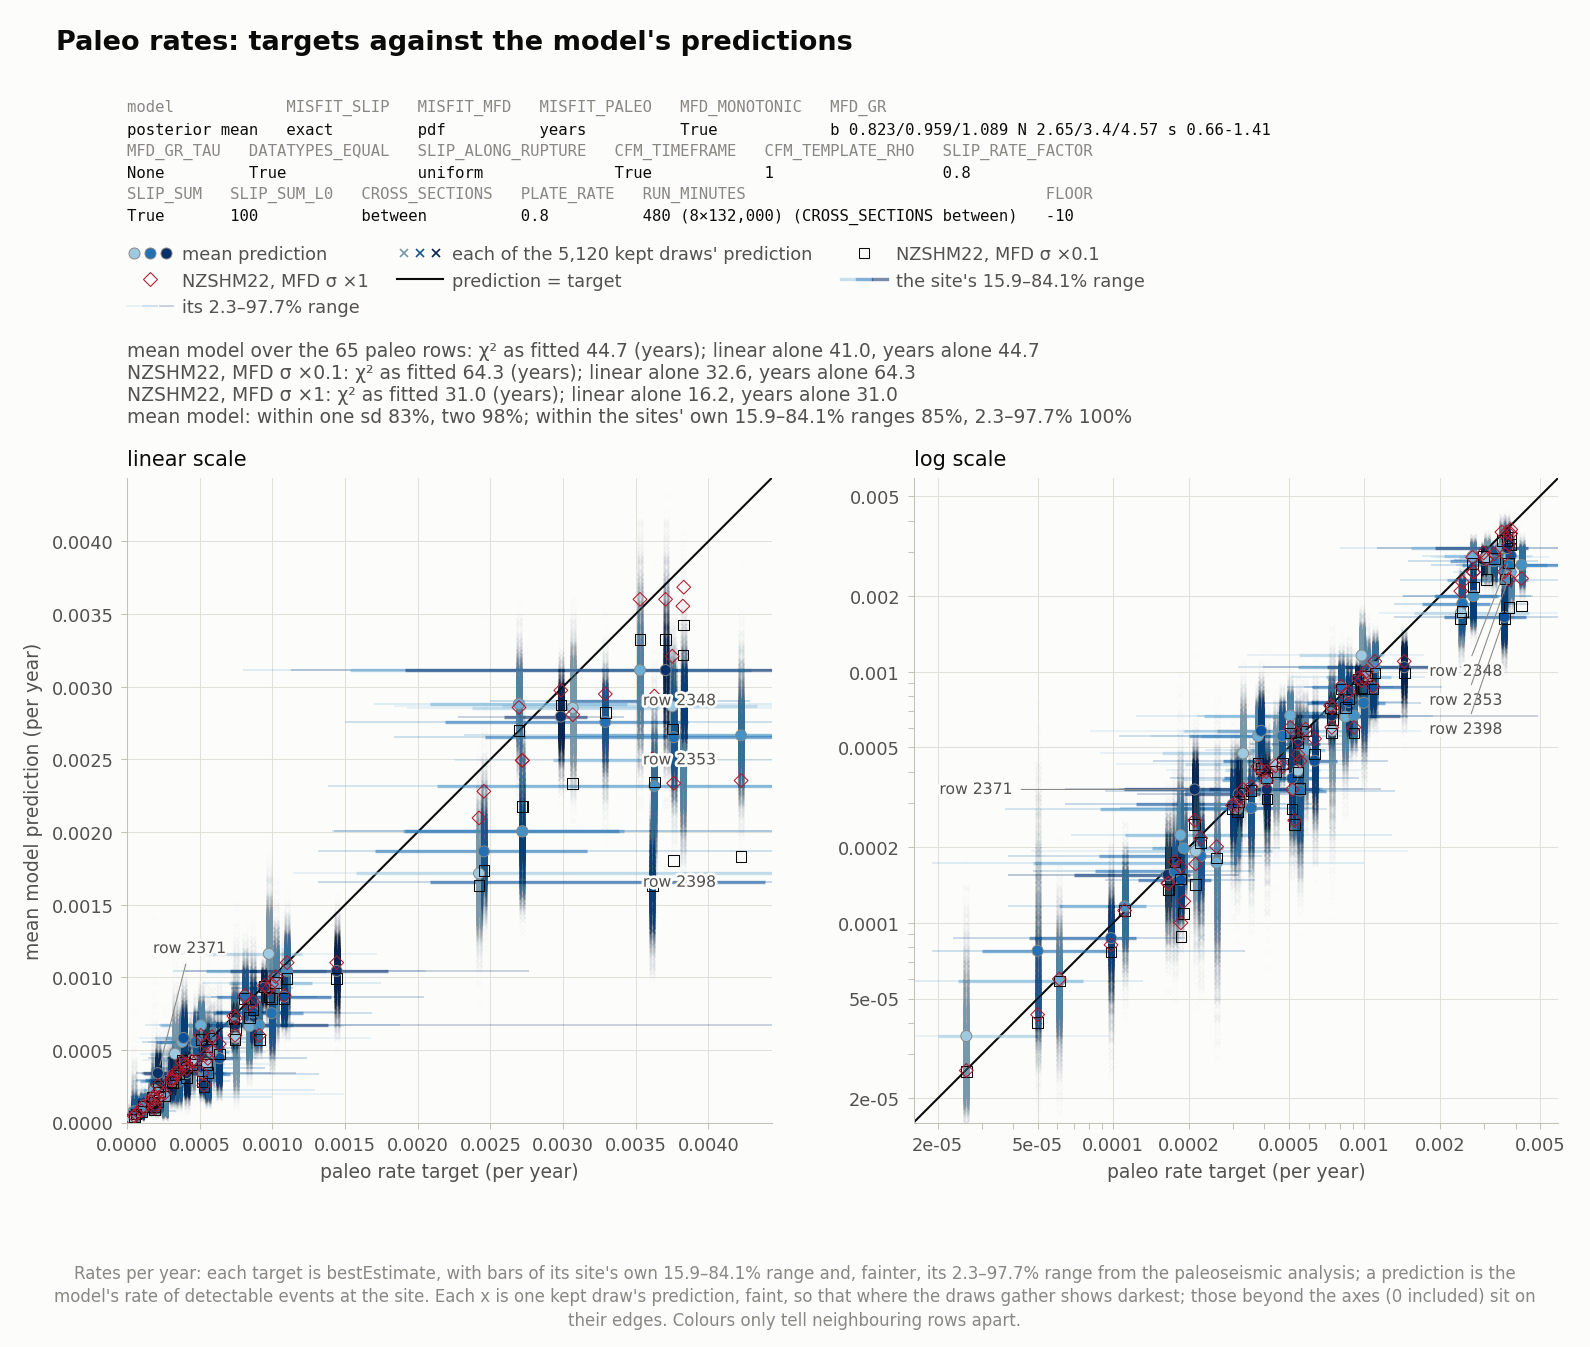 Paleo rates: targets against the model's predictions
model MISFIT_SLIP MISFIT_MFD MISFIT_PALEO MFD_MONOTONIC MFD_GR
posterior mean exact pdf years True b 0.823/0.959/1.089 N 2.65/3.4/4.57 s 0.66-1.41
MFD_GR_TAU DATATYPES_EQUAL SLIP_ALONG_RUPTURE CFM_TIMEFRAME CFM_TEMPLATE_RHO SLIP_RATE_FACTOR
None True uniform True 1 0.8
SLIP_SUM SLIP_SUM_L0 CROSS_SECTIONS PLATE_RATE RUN_MINUTES FLOOR
True 100 between 0.8 480 (8×132,000) (CROSS_SECTIONS between) -10
mean prediction each of the 5,120 kept draws' prediction NZSHM22, MFD σ ×0.1
NZSHM22, MFD σ ×1 prediction = target the site's 15.9–84.1% range
its 2.3–97.7% range
mean model over the 65 paleo rows: χ² as fitted 44.7 (years); linear alone 41.0, years alone 44.7
NZSHM22, MFD σ ×0.1: χ² as fitted 64.3 (years); linear alone 32.6, years alone 64.3
NZSHM22, MFD σ ×1: χ² as fitted 31.0 (years); linear alone 16.2, years alone 31.0
mean model: within one sd 83%, two 98%; within the sites' own 15.9–84.1% ranges 85%, 2.3–97.7% 100%
linear scale
mean model prediction (per year)
0.0040
0.0035
0.0030
0.0025
0.0020
0.0015
0.0010
0.0005
0.0000
row 2348
row 2353
row 2398
row 2371
0.0000 0.0005 0.0010 0.0015 0.0020 0.0025 0.0030 0.0035 0.0040
paleo rate target (per year)
log scale
0.005
0.002
0.001
0.0005
0.0002
0.0001
5e-05
2e-05
row 2348
row 2353
row 2398
row 2371
2e-05 5e-05 0.0001 0.0002 0.0005 0.001 0.002 0.005
paleo rate target (per year)
Rates per year: each target is bestEstimate, with bars of its site's own 15.9–84.1% range and, fainter, its 2.3–97.7% range from the paleoseismic analysis; a prediction is the
model's rate of detectable events at the site. Each x is one kept draw's prediction, faint, so that where the draws gather shows darkest; those beyond the axes (0 included) sit on
their edges. Colours only tell neighbouring rows apart.